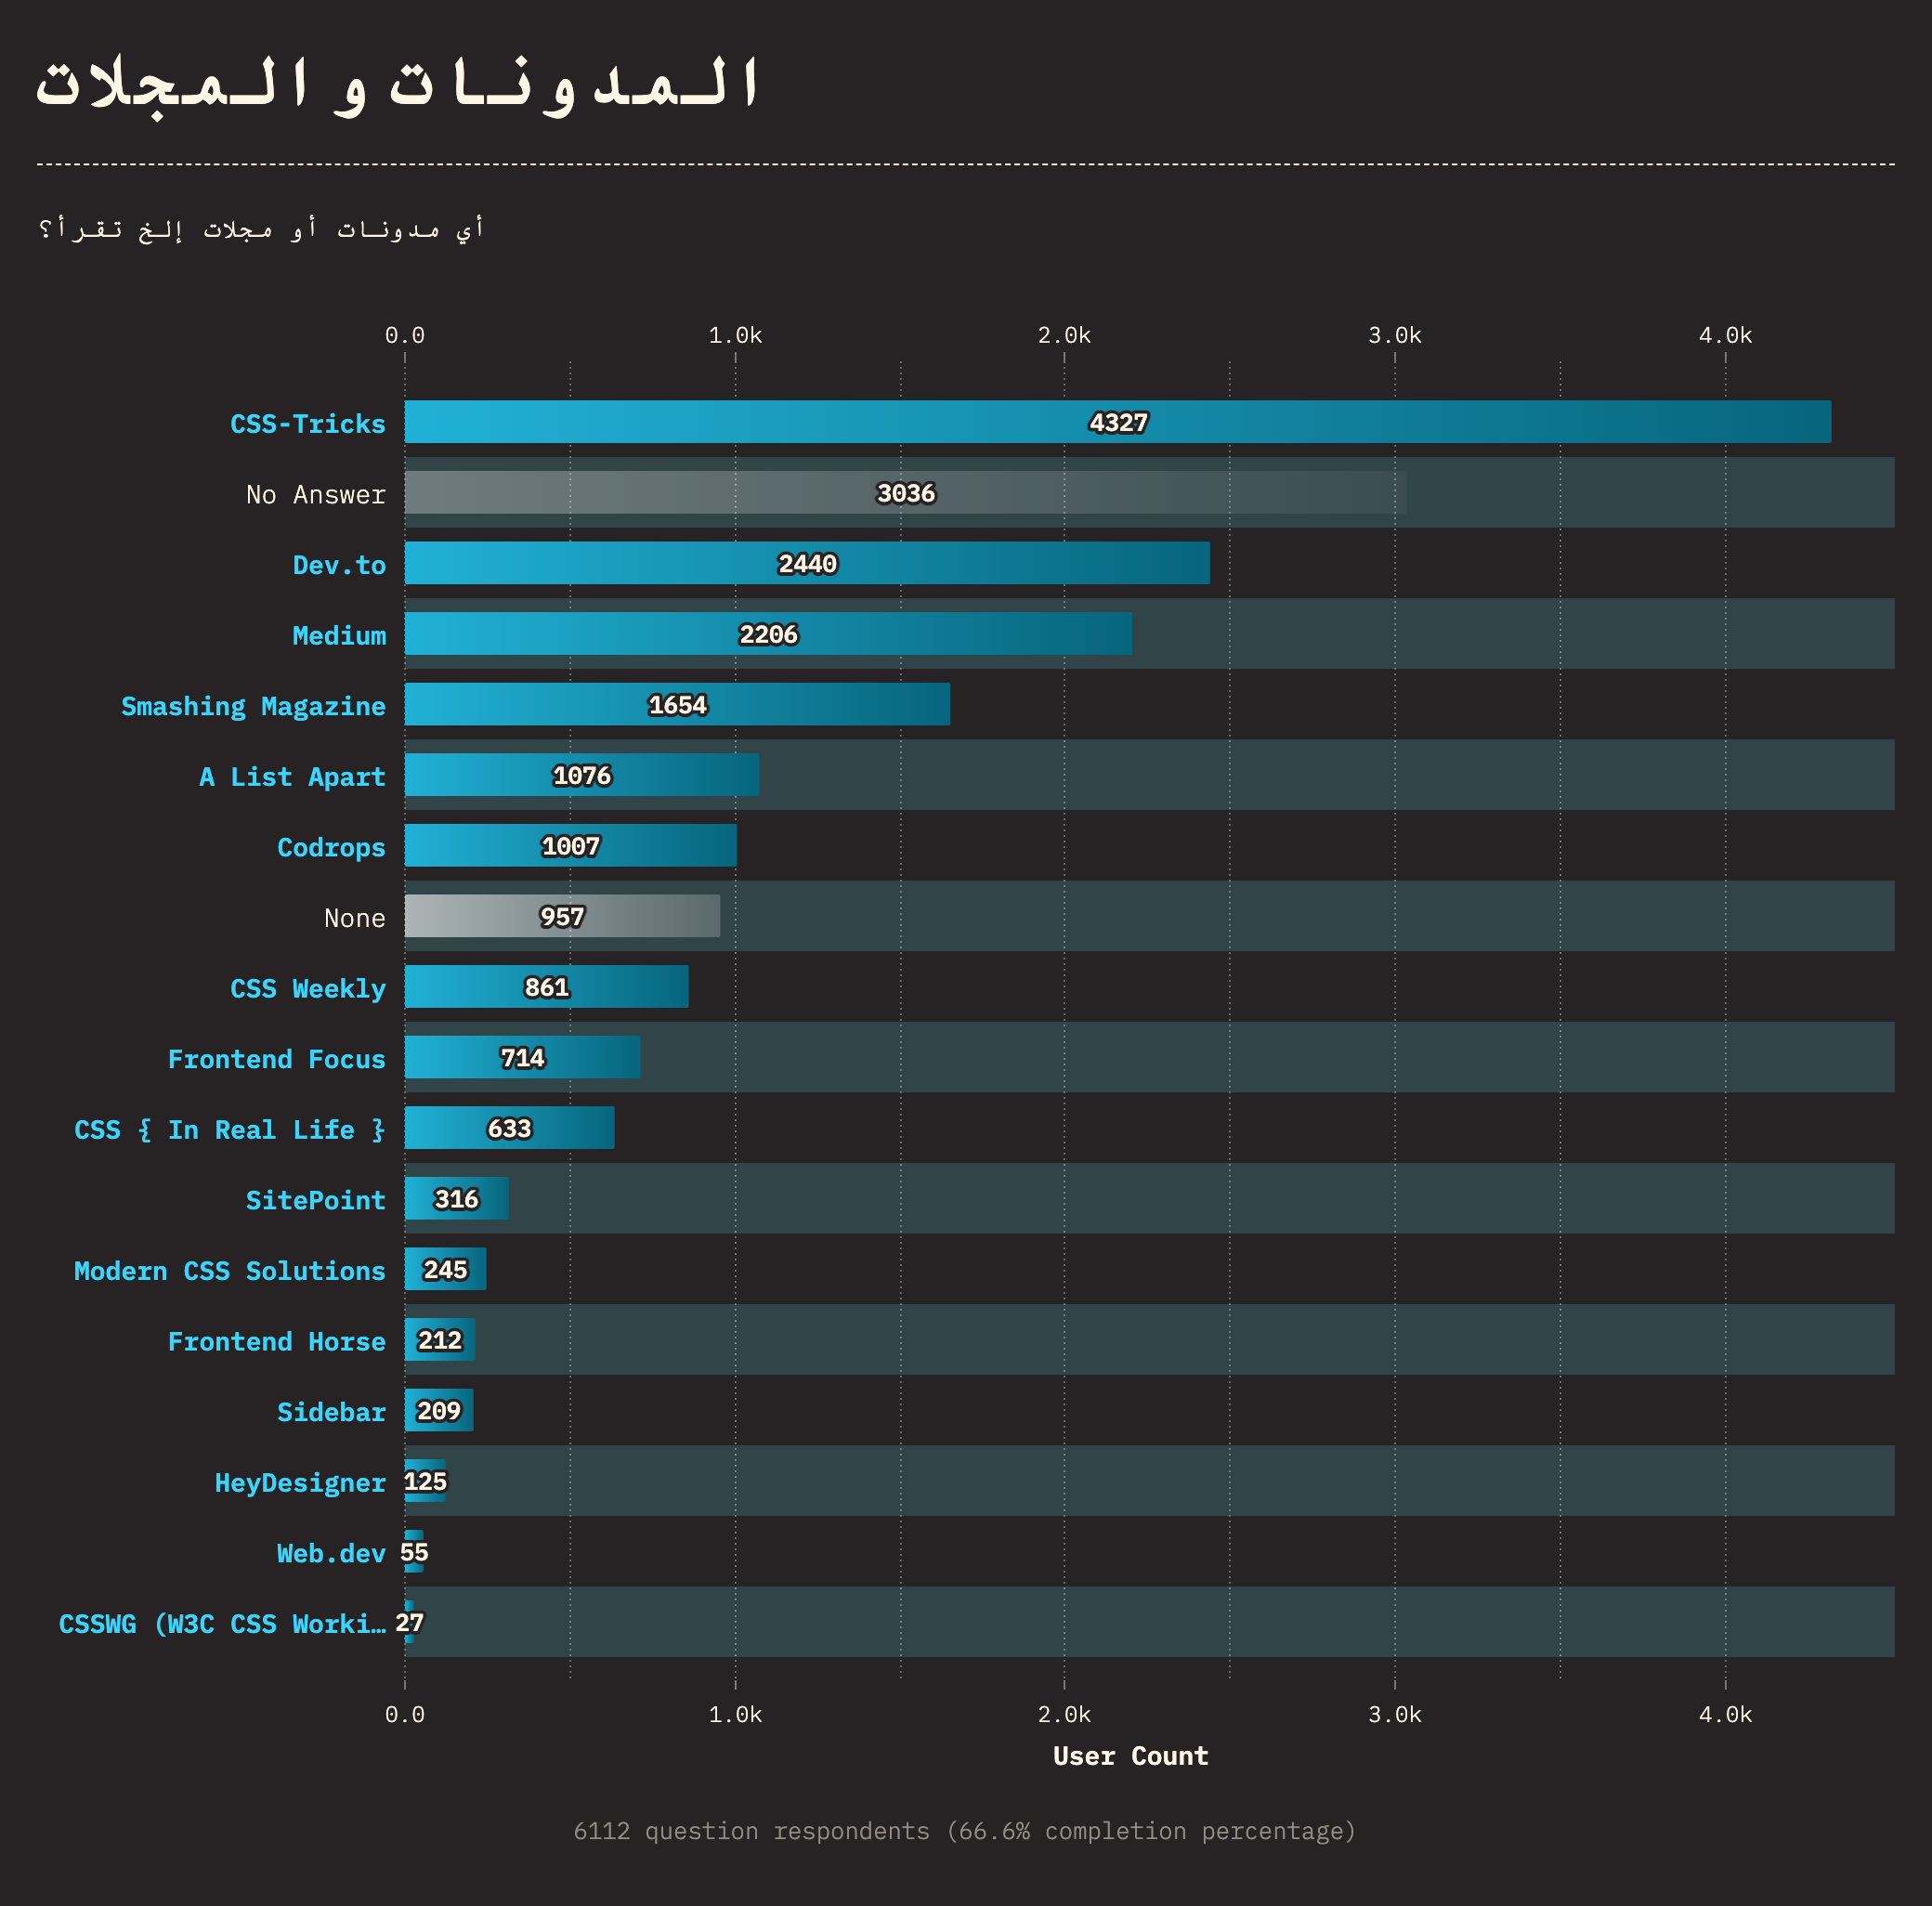 المدونات و المجلات
أي مدونات أو مجلات إلخ تقرأ؟
0.0 1.0k 2.0k 3.0k 4.0k
CSS-Tricks 4327
No Answer 3036
Dev.to 2440
Medium 2206
Smashing Magazine 1654
A List Apart 1076
Codrops 1007
None 957
CSS Weekly 861
Frontend Focus 714
CSS { In Real Life } 633
SitePoint 316
Modern CSS Solutions 245
Frontend Horse 212
Sidebar 209
HeyDesigner 125
Web.dev 55
CSSWG (W3C CSS Worki… 27
0.0 1.0k 2.0k 3.0k 4.0k
User Count
6112 question respondents (66.6% completion percentage)